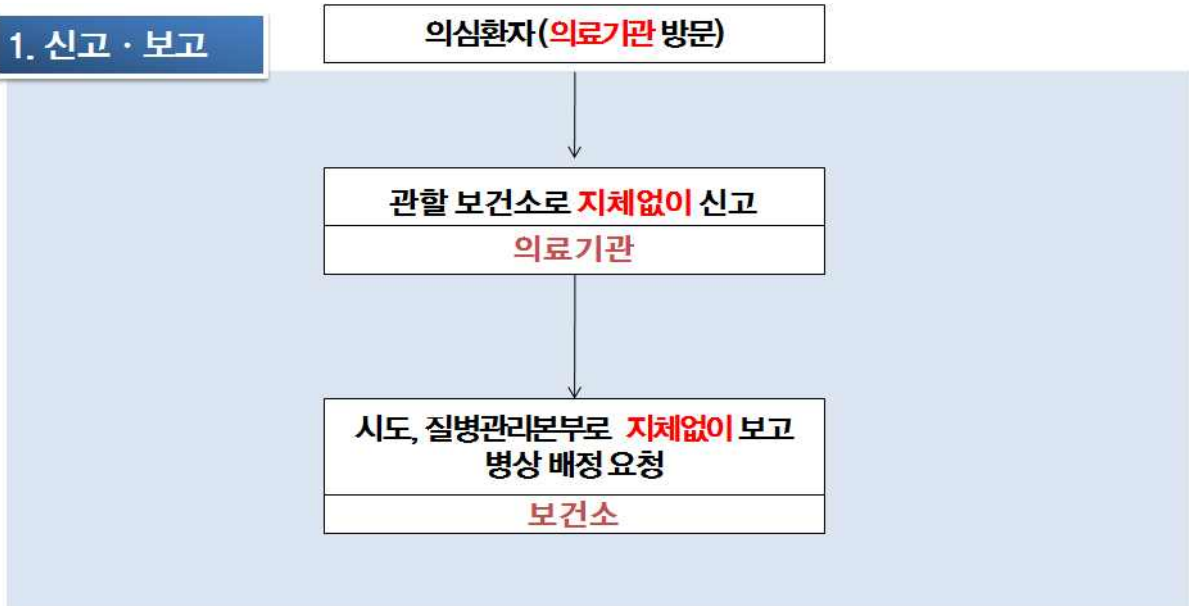 1. 신고 · 보고
의심환자 (의료기관 방문)
관할 보건소로 지체없이 신고
의료기관
시도, 질병관리본부로 지체없이 보고
병상 배정 요청
보건소